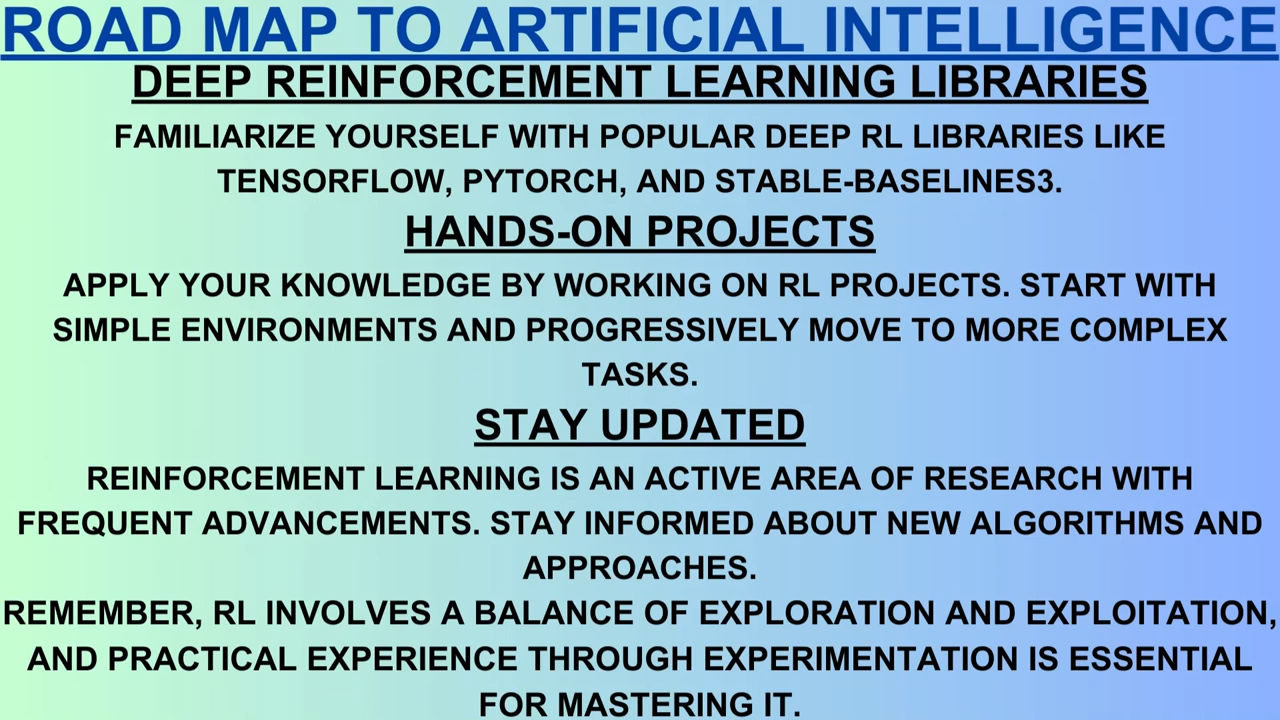 ROAD MAP TO ARTIFICIAL INTELLIGENCE
DEEP REINFORCEMENT LEARNING LIBRARIES
FAMILIARIZE YOURSELF WITH POPULAR DEEP RL LIBRARIES LIKE
TENSORFLOW, PYTORCH, AND STABLE-BASELINES3.
HANDS-ON PROJECTS
APPLY YOUR KNOWLEDGE BY WORKING ON RL PROJECTS. START WITH
SIMPLE ENVIRONMENTS AND PROGRESSIVELY MOVE TO MORE COMPLEX
TASKS.
STAY UPDATED
REINFORCEMENT LEARNING IS AN ACTIVE AREA OF RESEARCH WITH
FREQUENT ADVANCEMENTS. STAY INFORMED ABOUT NEW ALGORITHMS AND
APPROACHES.
REMEMBER, RL INVOLVES A BALANCE OF EXPLORATION AND EXPLOITATION,
AND PRACTICAL EXPERIENCE THROUGH EXPERIMENTATION IS ESSENTIAL
FOR MASTERING IT.